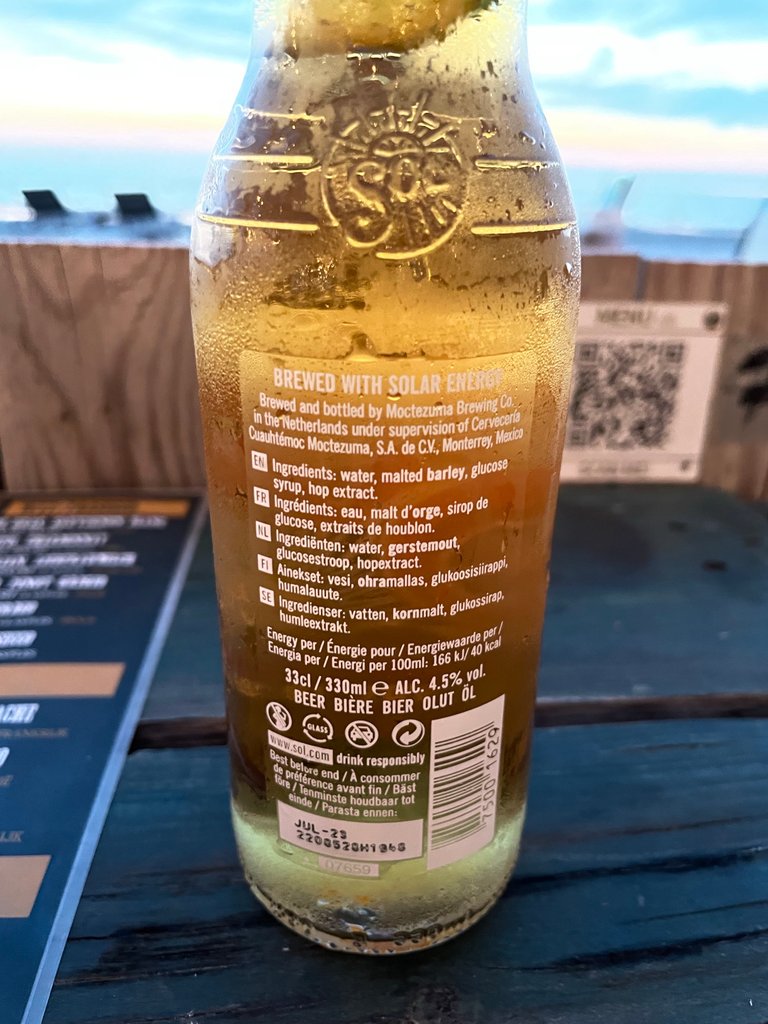 SOL
BREWED WITH SOLAR ENERGY
Brewed and bottled by Moctezuma Brewing Co.
in the Netherlands under supervision of Cervecería
Cuauhtémoc Moctezuma, S.A. de C.V., Monterrey, Mexico
EN Ingredients: water, malted barley, glucose
syrup, hop extract.
FR Ingrédients: eau, malt d'orge, sirop de
glucose, extraits de houblon.
NL Ingrediënten: water, gerstemout,
glucosestroop, hopextract.
FI Ainekset: vesi, ohramallas, glukoosisiirappi,
humalauute.
SE Ingredienser: vatten, kornmalt, glukossirap,
humleextrakt.
Energy per / Énergie pour / Energiewaarde per /
Energia per / Energi per 100ml: 166 kJ/ 40 kcal
33cl / 330ml e ALC. 4.5% vol.
BEER BIÈRE BIER OLUT ÖL
GLASS
www.sol.com drink responsibly
Best before end / À consommer
de préférence avant fin / Bäst
före / Tenminste houdbaar tot
einde / Parasta ennen:
JUL-23
07659
7500 1629
MENU